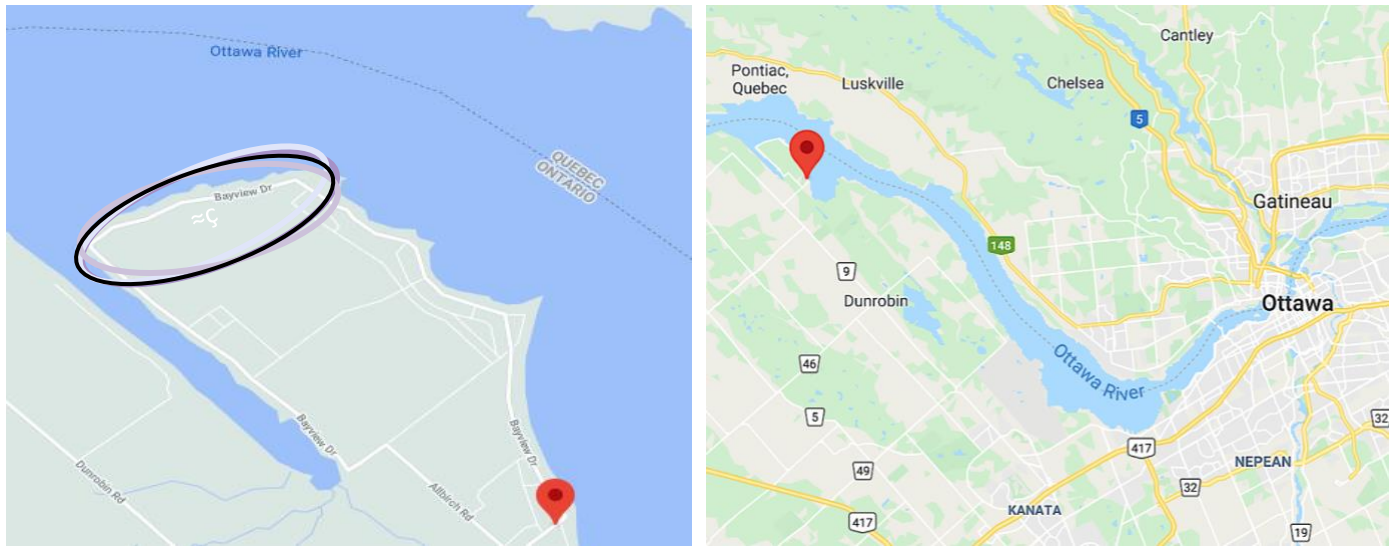 Ottawa River
QUEBEC
ONTARIO
Bayview Dr
≈Ç
Bayview Dr
Bayview Dr
Allbirch Rd
Dunrobin Rd
Cantley
Pontiac,
Quebec
Luskville
Chelsea
5
Gatineau
148
9
Dunrobin
Ottawa
46
Ottawa River
5
32
417
NEPEAN
49
32
KANATA
417
19